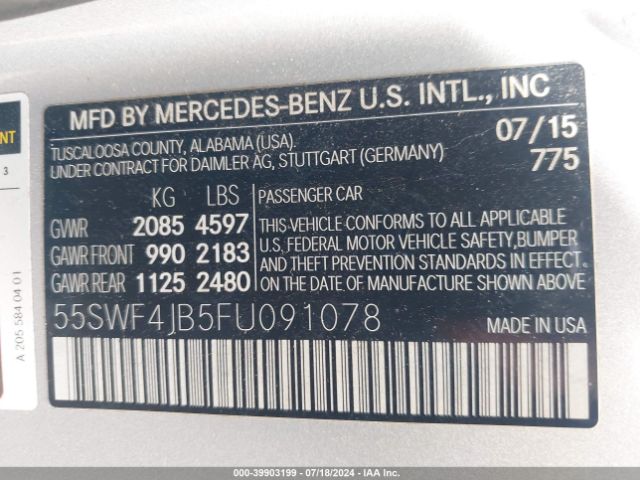 MFD BY MERCEDES-BENZ U.S. INTL., INC
TUSCALOOSA COUNTY, ALABAMA (USA). 07/15
UNDER CONTRACT FOR DAIMLER AG, STUTTGART (GERMANY) 775
KG LBS PASSENGER CAR
GVWR 2085 4597 THIS VEHICLE CONFORMS TO ALL APPLICABLE
GAWR FRONT 990 2183 U.S. FEDERAL MOTOR VEHICLE SAFETY,BUMPER
GAWR REAR 1125 2480 AND THEFT PREVENTION STANDARDS IN EFFECT
ON THE DATE OF MANUFACTURE SHOWN ABOVE.
55SWF4JB5FU091078 MADE IN USA
A 205 584 04 01
3
000-39903199 - 07/18/2024 - IAAI, Inc.